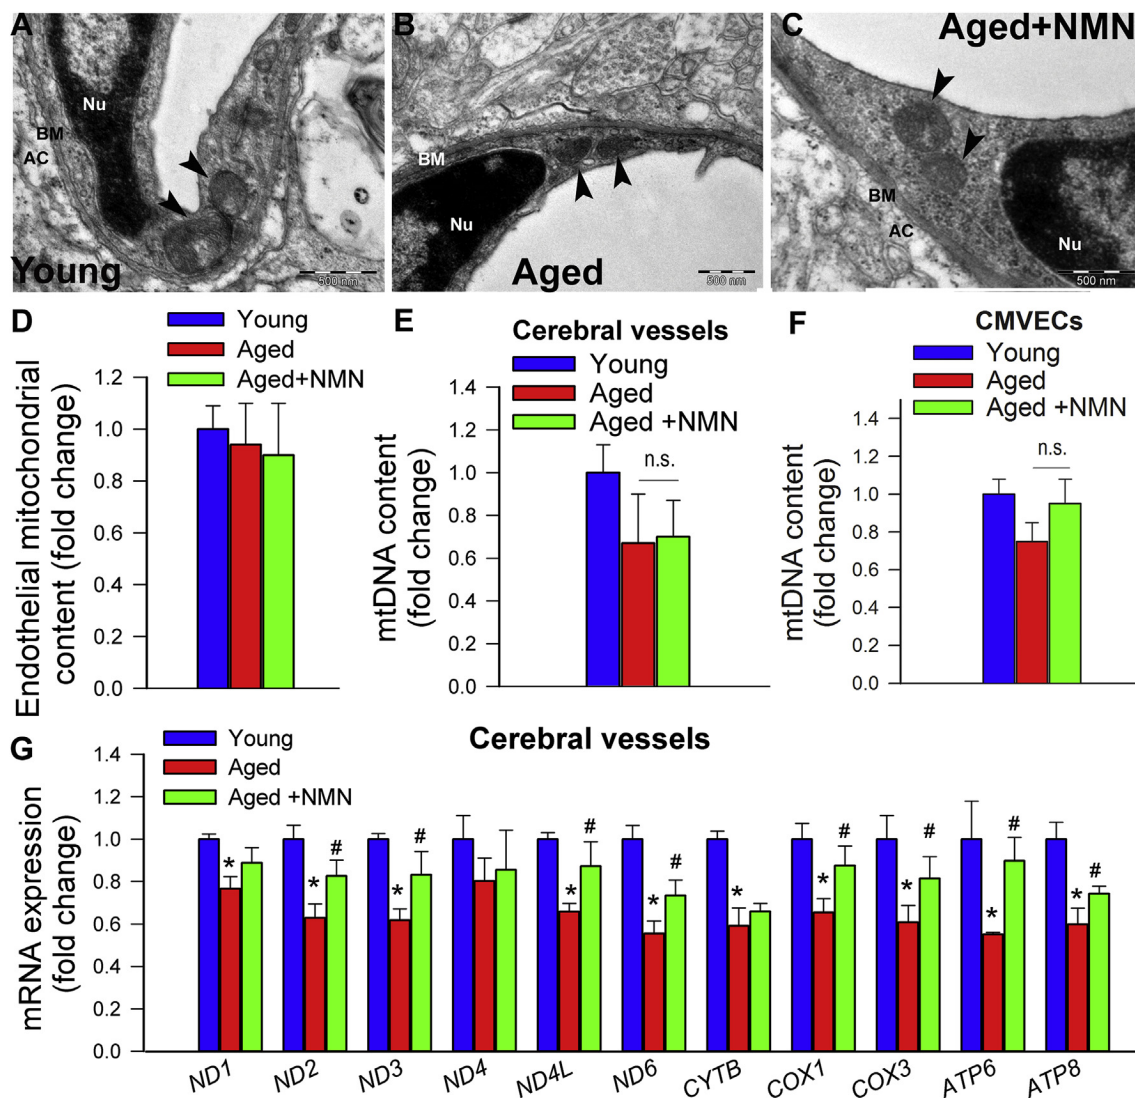 A
Nu
BM
AC
Young
500 nm
B
BM
Nu
Aged
500 nm
C
Aged+NMN
BM
AC
Nu
500 nm
D
Young
Aged
Aged+NMN
Endothelial mitochondrial
content (fold change)
1.2
1.0
0.8
0.6
0.4
0.2
0.0
E
Cerebral vessels
Young
Aged
Aged +NMN
mtDNA content
(fold change)
1.4
1.2
1.0
0.8
0.6
0.4
0.2
0.0
n.s.
F
CMVECs
Young
Aged
Aged +NMN
mtDNA content
(fold change)
1.4
1.2
1.0
0.8
0.6
0.4
0.2
0.0
n.s.
G
Cerebral vessels
Young
Aged
Aged +NMN
mRNA expression
(fold change)
1.4
1.2
1.0
0.8
0.6
0.4
0.2
0.0
*
* #
* #
* #
* #
*
* #
* #
* #
* #
ND1 ND2 ND3 ND4 ND4L ND6 CYTB COX1 COX3 ATP6 ATP8